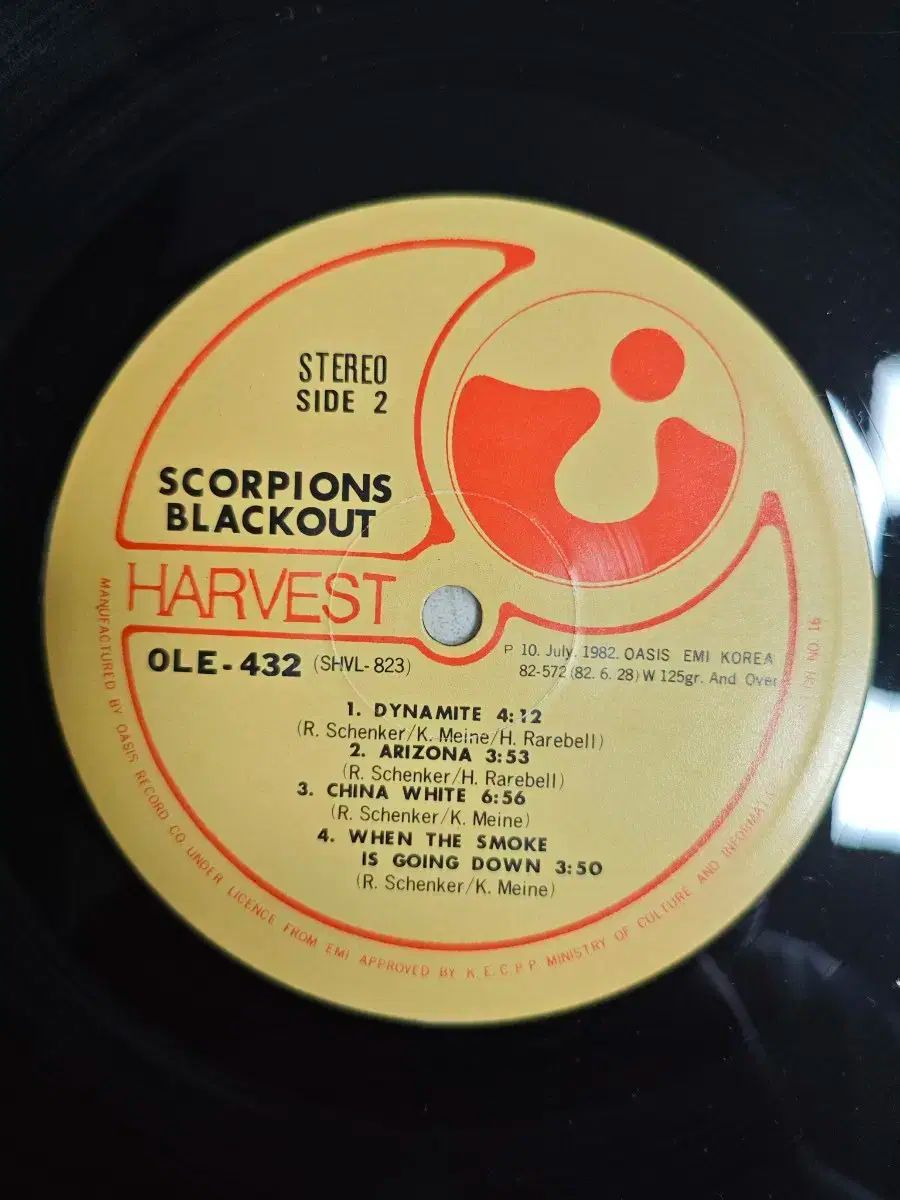 STEREO
SIDE 2
SCORPIONS
BLACKOUT
HARVEST
OLE-432 (SHVL-823)
P 10. July. 1982. OASIS EMI KOREA
82-572(82. 6. 28) W 125gr. And Over
1. DYNAMITE 4:12
(R. Schenker/K. Meine/H. Rarebell)
2. ARIZONA 3:53
(R. Schenker/H. Rarebell)
3. CHINA WHITE 6:56
(R. Schenker/K. Meine)
4. WHEN THE SMOKE
IS GOING DOWN 3:50
(R. Schenker/K. Meine)
MANUFACTURED BY OASIS RECORD CO UNDER LICENCE FROM EMI APPROVED BY K.E.C.P.P MINISTRY OF CULTURE AND